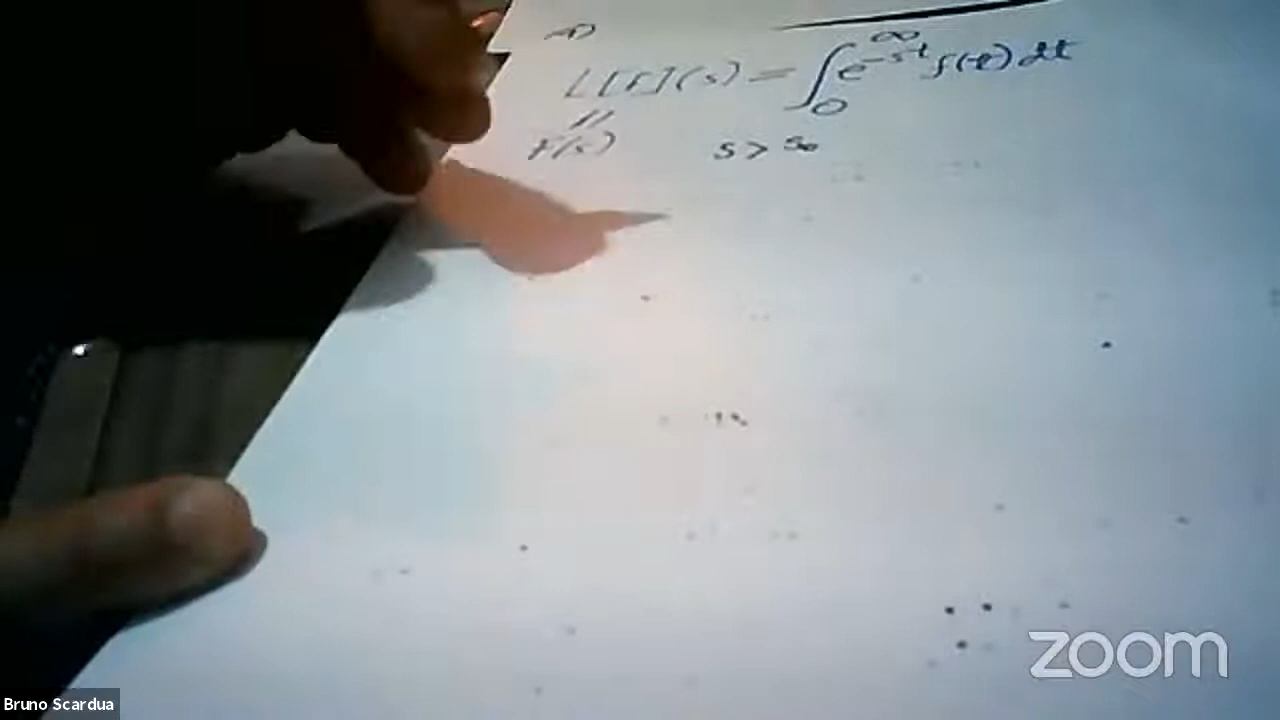 L[f](s) = ∫₀^∞ e^{-st} f(t) dt
||
F(s) s > s₀
zoom
Bruno Scardua